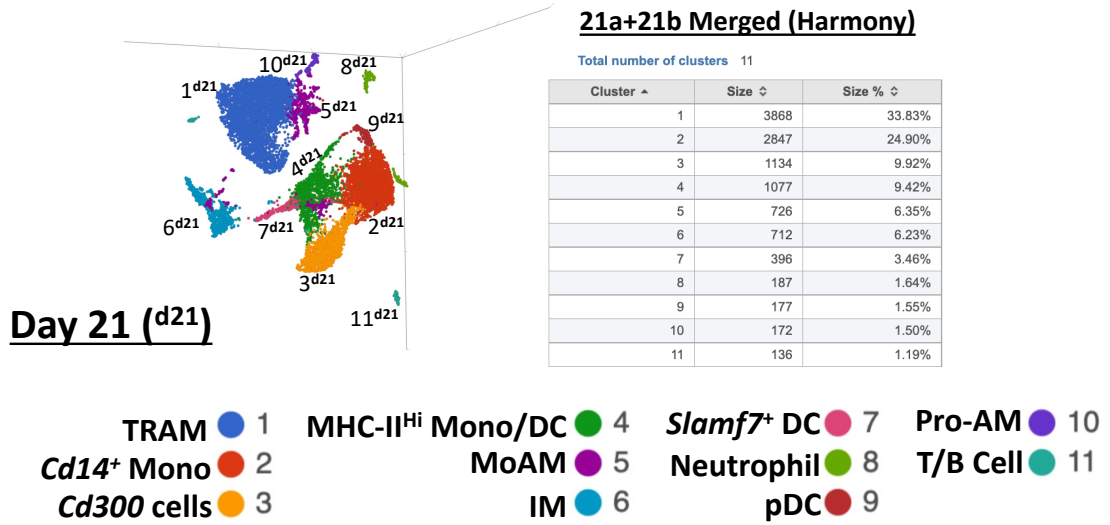 21a+21b Merged (Harmony)
Total number of clusters 11
Cluster Size Size %
1 3868 33.83%
2 2847 24.90%
3 1134 9.92%
4 1077 9.42%
5 726 6.35%
6 712 6.23%
7 396 3.46%
8 187 1.64%
9 177 1.55%
10 172 1.50%
11 136 1.19%
10d21
8d21
1d21
5d21
9d21
4d21
6d21
7d21
2d21
3d21
11d21
Day 21 (d21)
TRAM 1
Cd14+ Mono 2
Cd300 cells 3
MHC-IIHi Mono/DC 4
MoAM 5
IM 6
Slamf7+ DC 7
Neutrophil 8
pDC 9
Pro-AM 10
T/B Cell 11